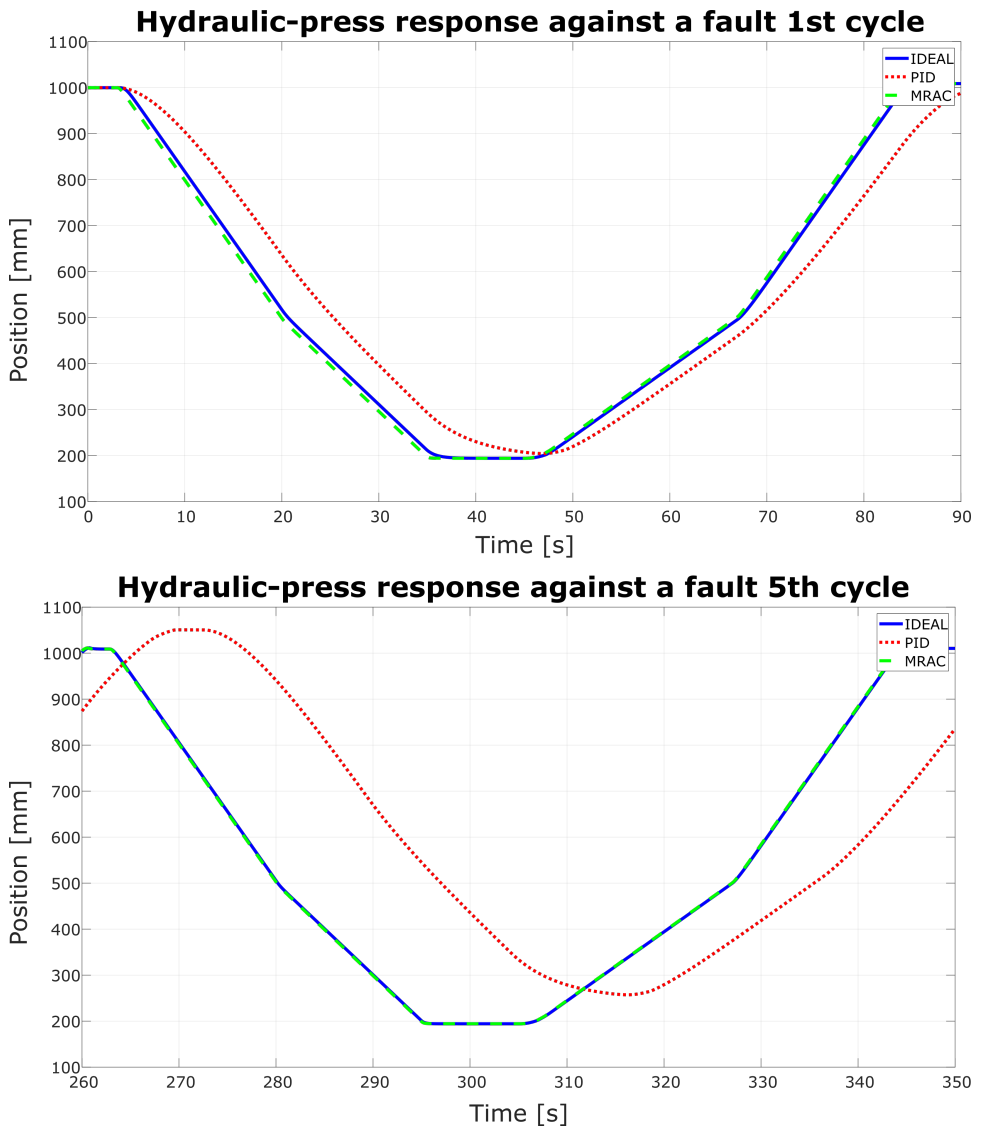 Hydraulic-press response against a fault 1st cycle
1100
1000
900
800
700
600
500
400
300
200
100
Position [mm]
IDEAL
PID
MRAC
0 10 20 30 40 50 60 70 80 90
Time [s]
Hydraulic-press response against a fault 5th cycle
1100
1000
900
800
700
600
500
400
300
200
100
Position [mm]
IDEAL
PID
MRAC
260 270 280 290 300 310 320 330 340 350
Time [s]